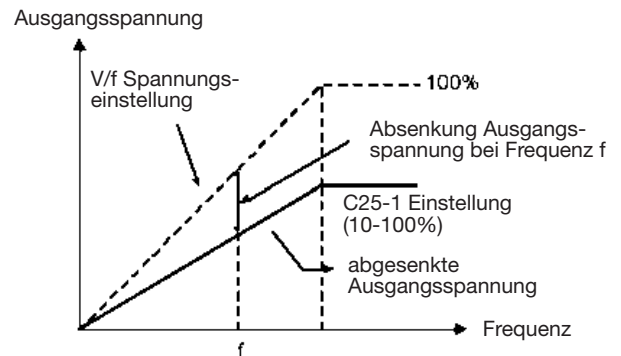 Ausgangsspannung
V/f Spannungs-
einstellung
100%
Absenkung Ausgangs-
spannung bei Frequenz f
C25-1 Einstellung
(10-100%)
abgesenkte
Ausgangsspannung
Frequenz
f